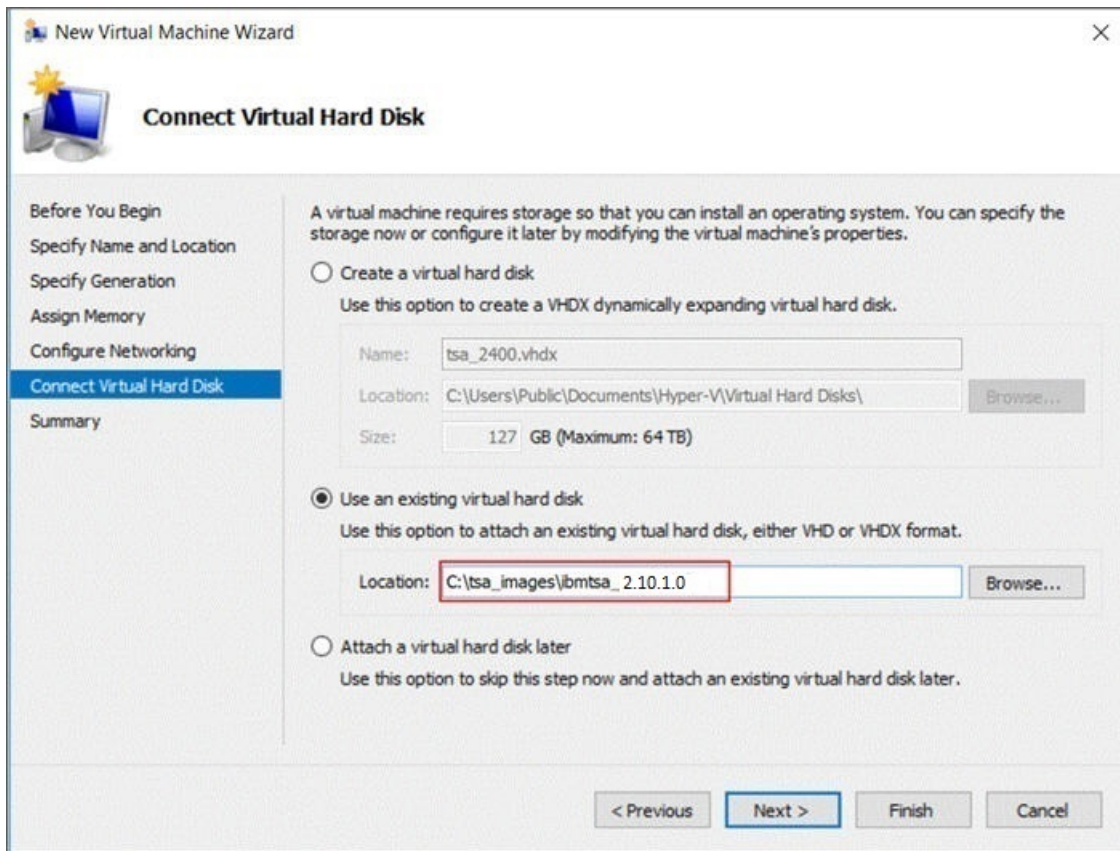 New Virtual Machine Wizard
Connect Virtual Hard Disk
Before You Begin
Specify Name and Location
Specify Generation
Assign Memory
Configure Networking
Connect Virtual Hard Disk
Summary
A virtual machine requires storage so that you can install an operating system. You can specify the
storage now or configure it later by modifying the virtual machine's properties.
Create a virtual hard disk
Use this option to create a VHDX dynamically expanding virtual hard disk.
Name: tsa_2400.vhdx
Location: C:\Users\Public\Documents\Hyper-V\Virtual Hard Disks\ Browse...
Size: 127 GB (Maximum: 64 TB)
Use an existing virtual hard disk
Use this option to attach an existing virtual hard disk, either VHD or VHDX format.
Location: C:\tsa_images\ibmtsa_ 2.10.1.0 Browse...
Attach a virtual hard disk later
Use this option to skip this step now and attach an existing virtual hard disk later.
< Previous Next > Finish Cancel